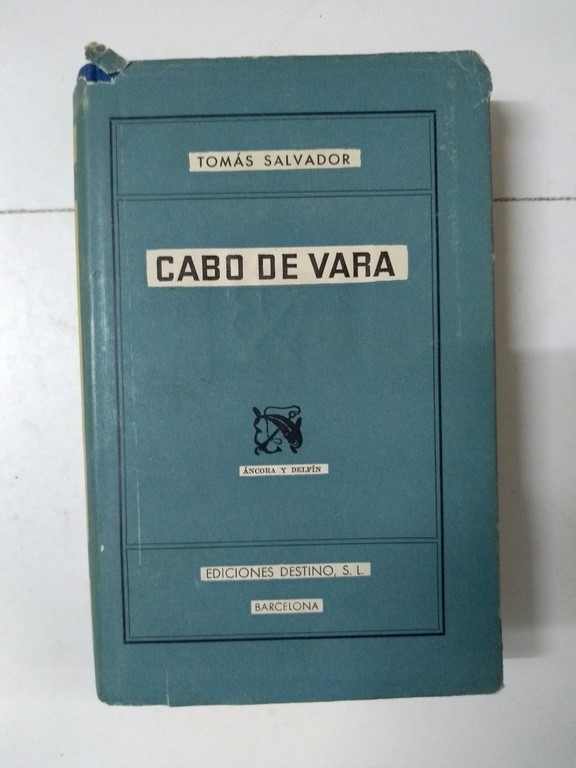 TOMÁS SALVADOR
CABO DE VARA
ÁNCORA Y DELFÍN
EDICIONES DESTINO, S. L.
BARCELONA